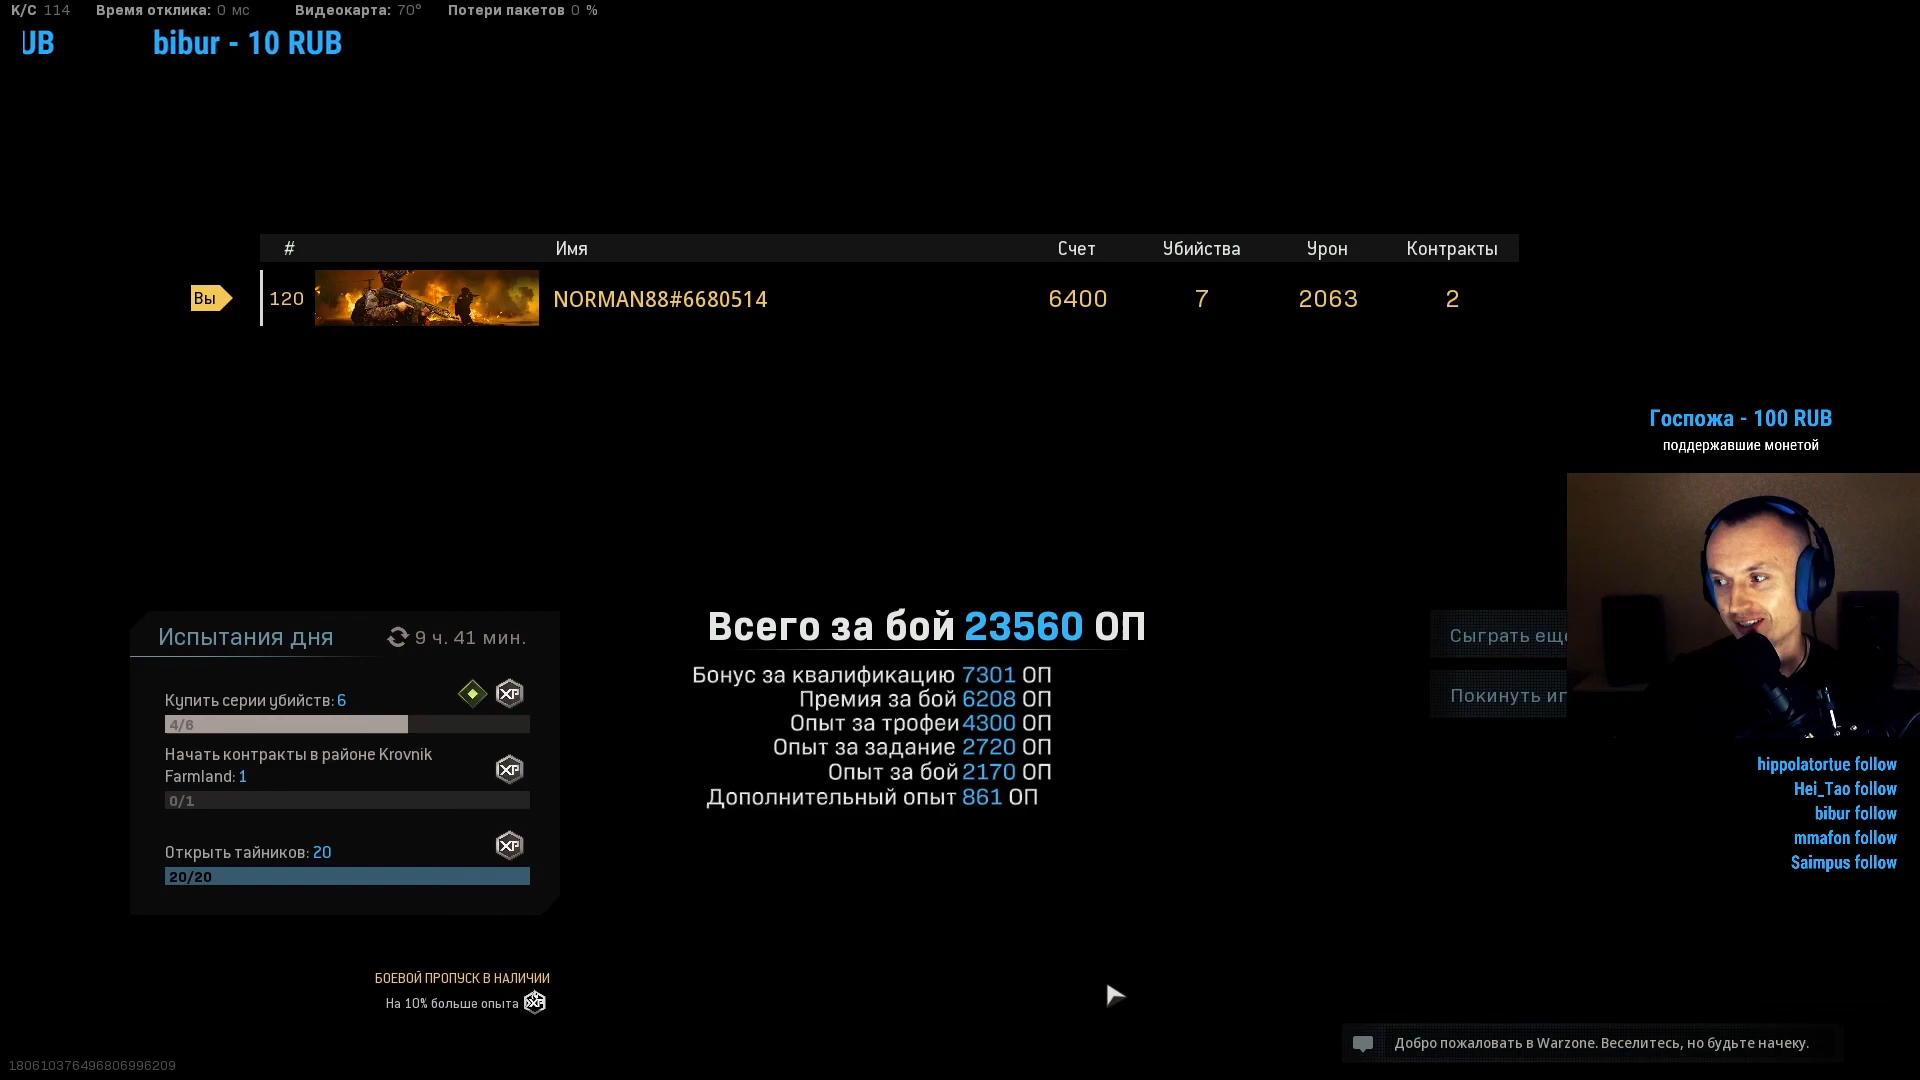 К/С 114 Время отклика: 0 мс Видеокарта: 70° Потери пакетов 0 %
UB bibur - 10 RUB
# Имя Счет Убийства Урон Контракты
Вы 120 NORMAN88#6680514 6400 7 2063 2
Госпожа - 100 RUB
поддержавшие монетой
Всего за бой 23560 ОП
Бонус за квалификацию 7301 ОП
Премия за бой 6208 ОП
Опыт за трофеи 4300 ОП
Опыт за задание 2720 ОП
Опыт за бой 2170 ОП
Дополнительный опыт 861 ОП
Испытания дня 9 ч. 41 мин.
Купить серии убийств: 6
XP
4/6
Начать контракты в районе Krovnik
Farmland: 1
XP
0/1
Открыть тайников: 20
XP
20/20
Сыграть еще
Покинуть иг
hippolatortue follow
Hei_Tao follow
bibur follow
mmafon follow
Saimpus follow
БОЕВОЙ ПРОПУСК В НАЛИЧИИ
На 10% больше опыта XP
Добро пожаловать в Warzone. Веселитесь, но будьте начеку.
180610376496806996209